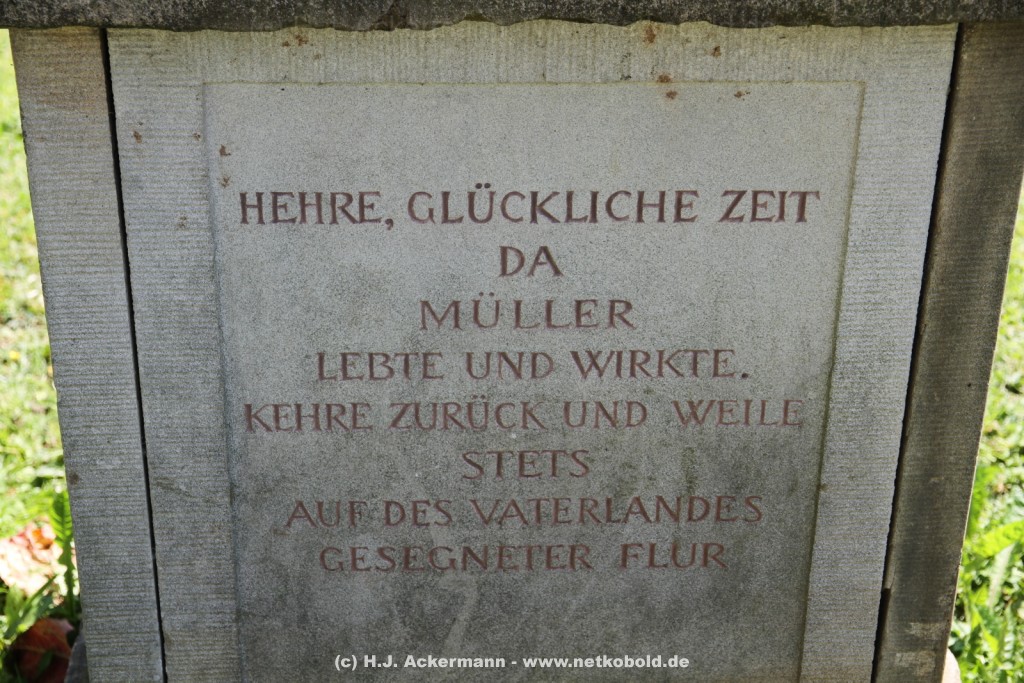 HEHRE, GLÜCKLICHE ZEIT
DA
MÜLLER
LEBTE UND WIRKTE.
KEHRE ZURÜCK UND WEILE
STETS
AUF DES VATERLANDES
GESEGNETER FLUR
(c) H.J. Ackermann - www.netkobold.de